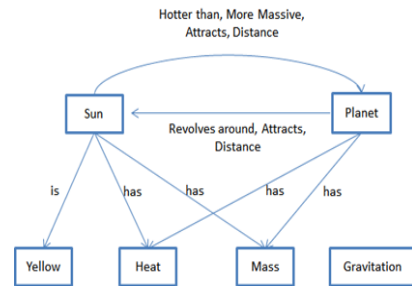 Hotter than, More Massive,
Attracts, Distance
Sun
Planet
Revolves around, Attracts,
Distance
is
has
has
has
has
Yellow
Heat
Mass
Gravitation